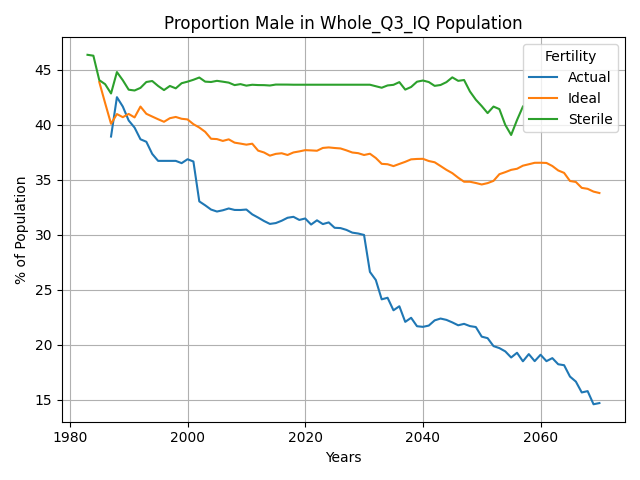 Proportion Male in Whole_Q3_IQ Population
Fertility
Actual
Ideal
Sterile
% of Population
45
40
35
30
25
20
15
1980
2000
2020
2040
2060
Years